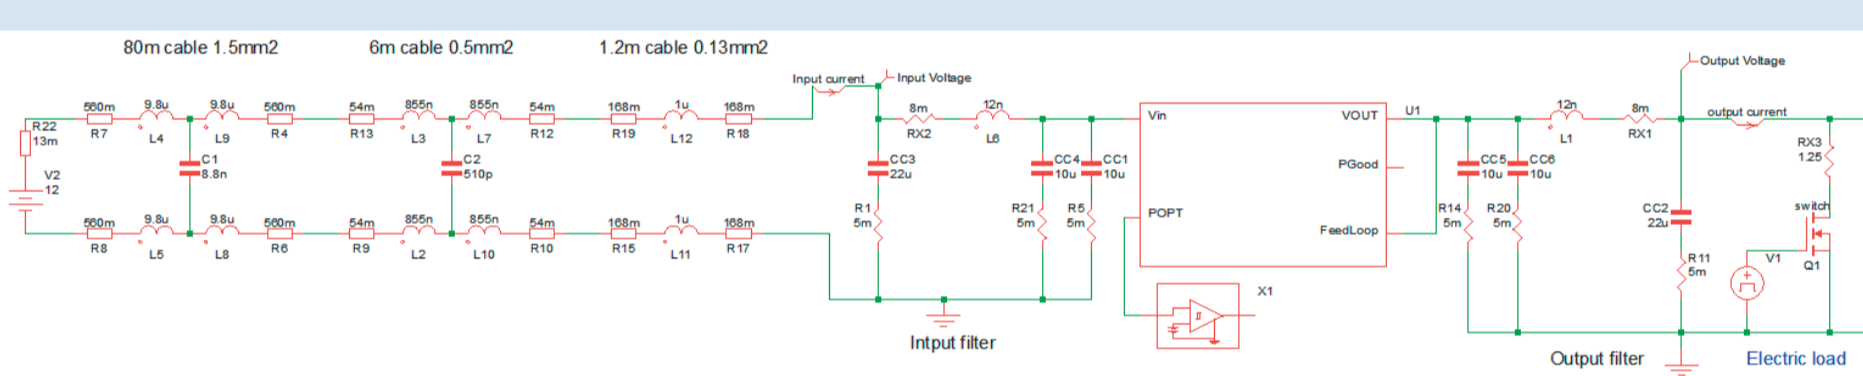 80m cable 1.5mm2
6m cable 0.5mm2
1.2m cable 0.13mm2
Output Voltage
Input current
Input Voltage
R22
13m
560m
R7
9.8u
L4
9.8u
L9
560m
R4
54m
R13
855n
L3
855n
L7
54m
R12
168m
R19
1u
L12
168m
R18
8m
RX2
12n
L6
Vin
VOUT
U1
12n
L1
8m
RX1
output current
V2
12
C1
8.8n
C2
510p
CC3
22u
CC4
10u
CC1
10u
PGood
CC5
10u
CC6
10u
RX3
1.25
560m
R8
9.8u
L5
9.8u
L8
560m
R6
54m
R9
855n
L2
855n
L10
54m
R10
168m
R15
1u
L11
168m
R17
R1
5m
R21
5m
R5
5m
POPT
FeedLoop
R14
5m
R20
5m
CC2
22u
switch
R11
5m
V1
Q1
X1
Intput filter
Output filter
Electric load